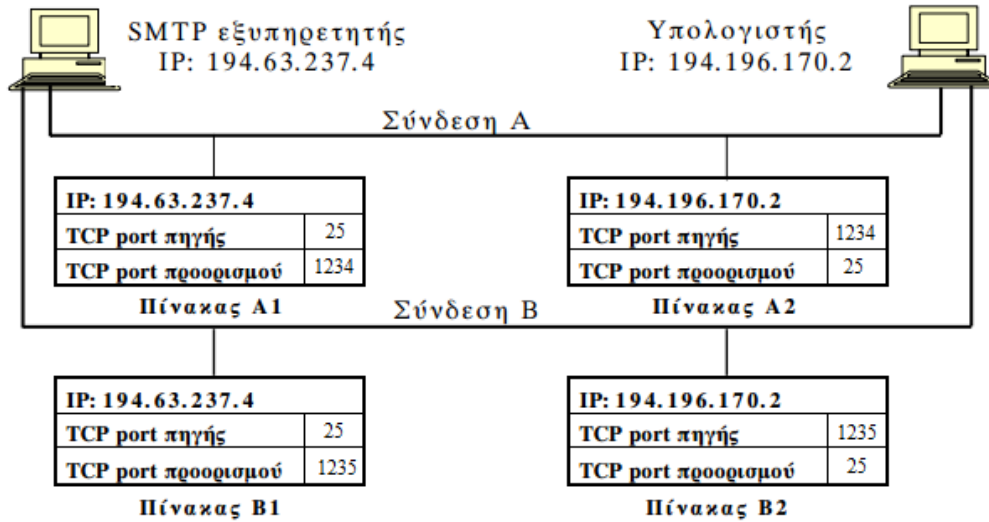 SMTP εξυπηρετητής
IP: 194.63.237.4
Υπολογιστής
IP: 194.196.170.2
Σύνδεση Α
IP: 194.63.237.4
TCP port πηγής 25
TCP port προορισμού 1234
Πίνακας Α1
IP: 194.196.170.2
TCP port πηγής 1234
TCP port προορισμού 25
Πίνακας Α2
Σύνδεση Β
IP: 194.63.237.4
TCP port πηγής 25
TCP port προορισμού 1235
Πίνακας Β1
IP: 194.196.170.2
TCP port πηγής 1235
TCP port προορισμού 25
Πίνακας Β2